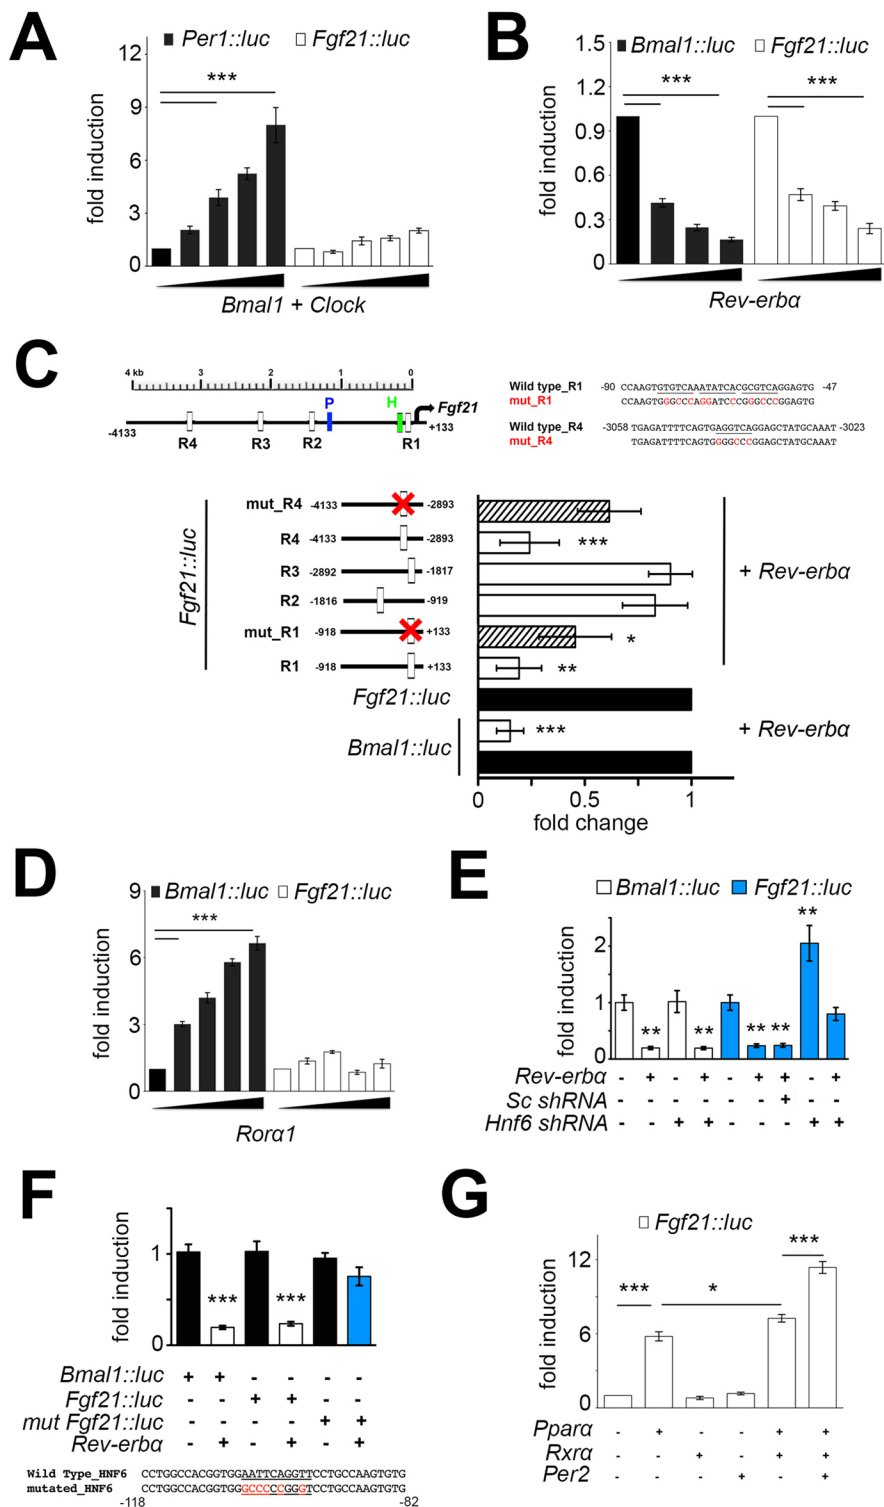 A
Per1::luc Fgf21::luc
fold induction
12
9
6
3
0
***
Bmal1 + Clock
B
Bmal1::luc Fgf21::luc
fold induction
1.5
1.2
0.9
0.6
0.3
0
*** ***
Rev-erbα
C
4 kb 3 2 1 0
P H Fgf21
-4133 R4 R3 R2 R1 +133
Wild type_R1 -90 CCAAGTGTGTCAAATATCACGCGTCAGGAGTG -47
mut_R1 CCAAGTGGGCCCAGGATCCCGGGCCCGGAGTG
Wild type_R4 -3058 TGAGATTTTCAGTGAGGTCAGGAGCTATGCAAAT -3023
mut_R4 TGAGATTTTCAGTGGGGCCCGGAGCTATGCAAAT
Fgf21::luc
mut_R4 -4133 -2893
R4 -4133 -2893 ***
R3 -2892 -1817
R2 -1816 -919
mut_R1 -918 +133 *
R1 -918 +133 **
+ Rev-erbα
Fgf21::luc
*** + Rev-erbα
Bmal1::luc
0 0.5 1
fold change
D
Bmal1::luc Fgf21::luc
fold induction
9
6
3
0
***
Rorα1
E
Bmal1::luc Fgf21::luc
fold induction
2
1
0
** ** ** ** **
Rev-erbα - + - + - + + - +
Sc shRNA - - - - - - + - -
Hnf6 shRNA - - + + - - - + +
F
fold induction
1
0
*** ***
Bmal1::luc + + - - - -
Fgf21::luc - - + + - -
mut Fgf21::luc - - - - + +
Rev-erbα - + - + - +
Wild Type_HNF6 CCTGGCCACGGTGGAATTCAGGTTCCTGCCAAGTGTG
mutated_HNF6 CCTGGCCACGGTGGGCCCCCGGGTCCTGCCAAGTGTG
-118 -82
G
Fgf21::luc
fold induction
12
6
0
*** * ***
Pparα - + - - + +
Rxrα - - + - + +
Per2 - - - + - +